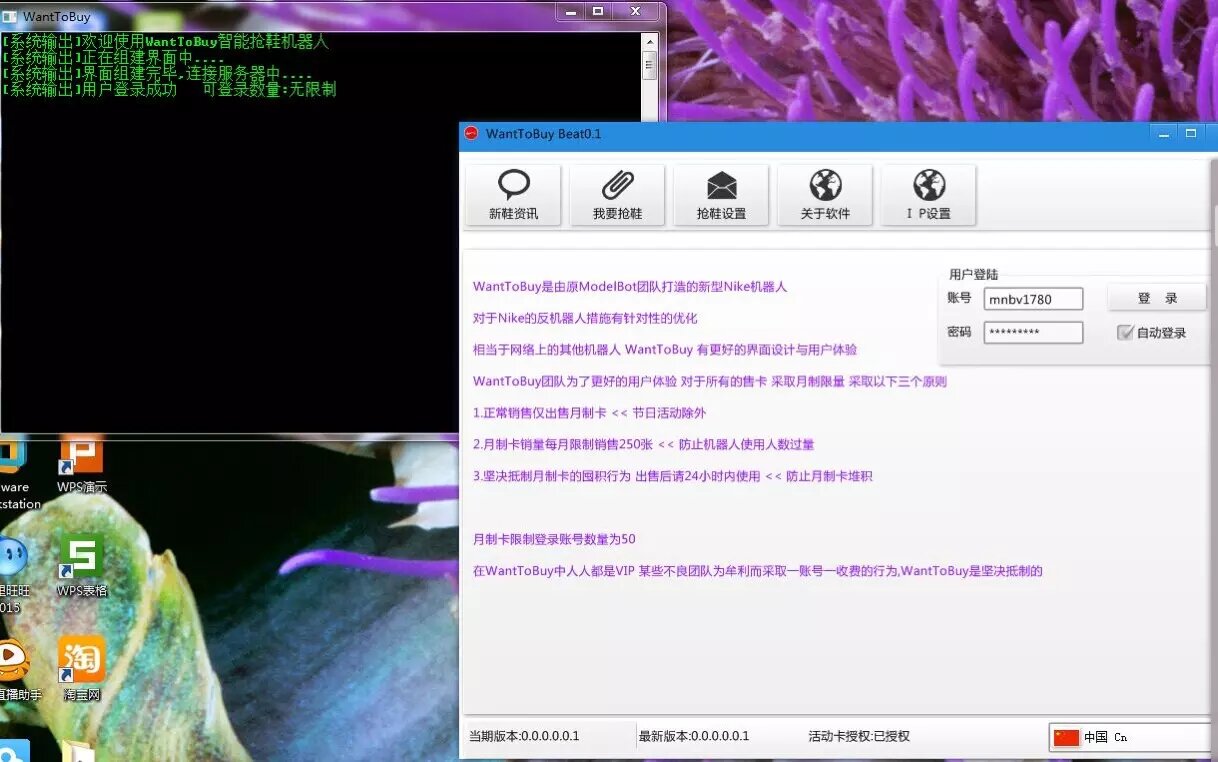 WantToBuy
[系统输出]欢迎使用WantToBuy智能抢鞋机器人
[系统输出]正在组建界面中....
[系统输出]界面组建完毕,连接服务器中....
[系统输出]用户登录成功 可登录数量:无限制
WantToBuy Beat0.1
新鞋资讯 我要抢鞋 抢鞋设置 关于软件 I P设置
用户登陆
账号 mnbv1780 登 录
密码 ********* 自动登录
WantToBuy是由原ModelBot团队打造的新型Nike机器人
对于Nike的反机器人措施有针对性的优化
相当于网络上的其他机器人 WantToBuy 有更好的界面设计与用户体验
WantToBuy团队为了更好的用户体验 对于所有的售卡 采取月制限量 采取以下三个原则
1.正常销售仅出售月制卡 << 节日活动除外
2.月制卡销量每月限制销售250张 << 防止机器人使用人数过量
3.坚决抵制月制卡的囤积行为 出售后请24小时内使用 << 防止月制卡堆积
月制卡限制登录账号数量为50
在WantToBuy中人人都是VIP 某些不良团队为牟利而采取一账号一收费的行为,WantToBuy是坚决抵制的
当期版本:0.0.0.0.0.1 最新版本:0.0.0.0.0.1 活动卡授权:已授权 中国 Cn
ware
kstation
WPS演示
旺旺
015
WPS表格
直播助手
淘
淘宝网